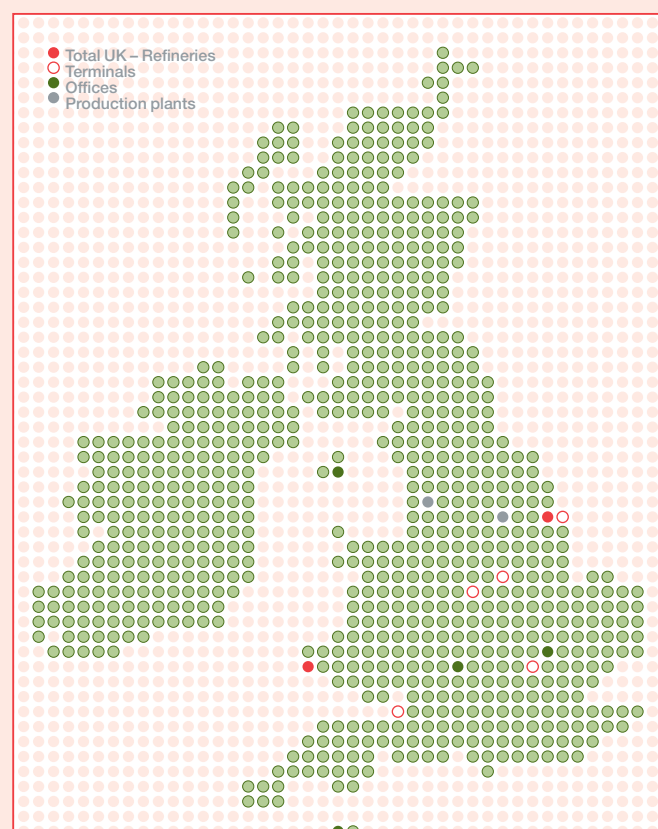 Total UK – Refineries
Terminals
Offices
Production plants